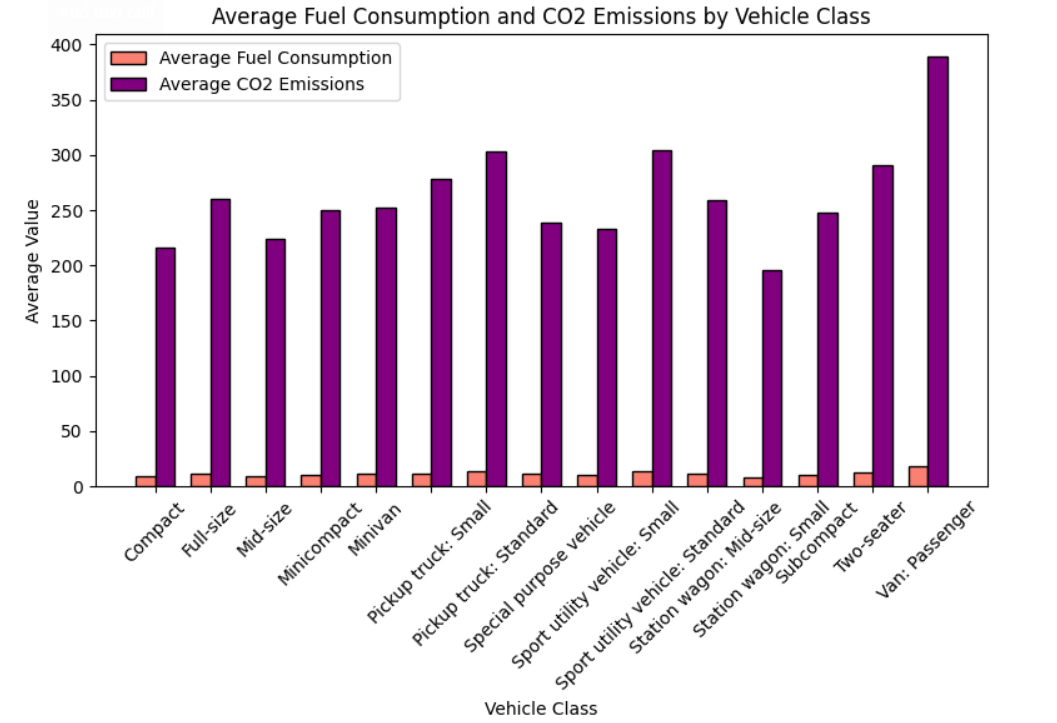 Average Fuel Consumption and CO2 Emissions by Vehicle Class
Average Fuel Consumption
Average CO2 Emissions
Average Value
400
350
300
250
200
150
100
50
0
Compact
Full-size
Mid-size
Minicompact
Minivan
Pickup truck: Small
Pickup truck: Standard
Special purpose vehicle
Sport utility vehicle: Small
Sport utility vehicle: Standard
Station wagon: Mid-size
Station wagon: Small
Subcompact
Two-seater
Van: Passenger
Vehicle Class